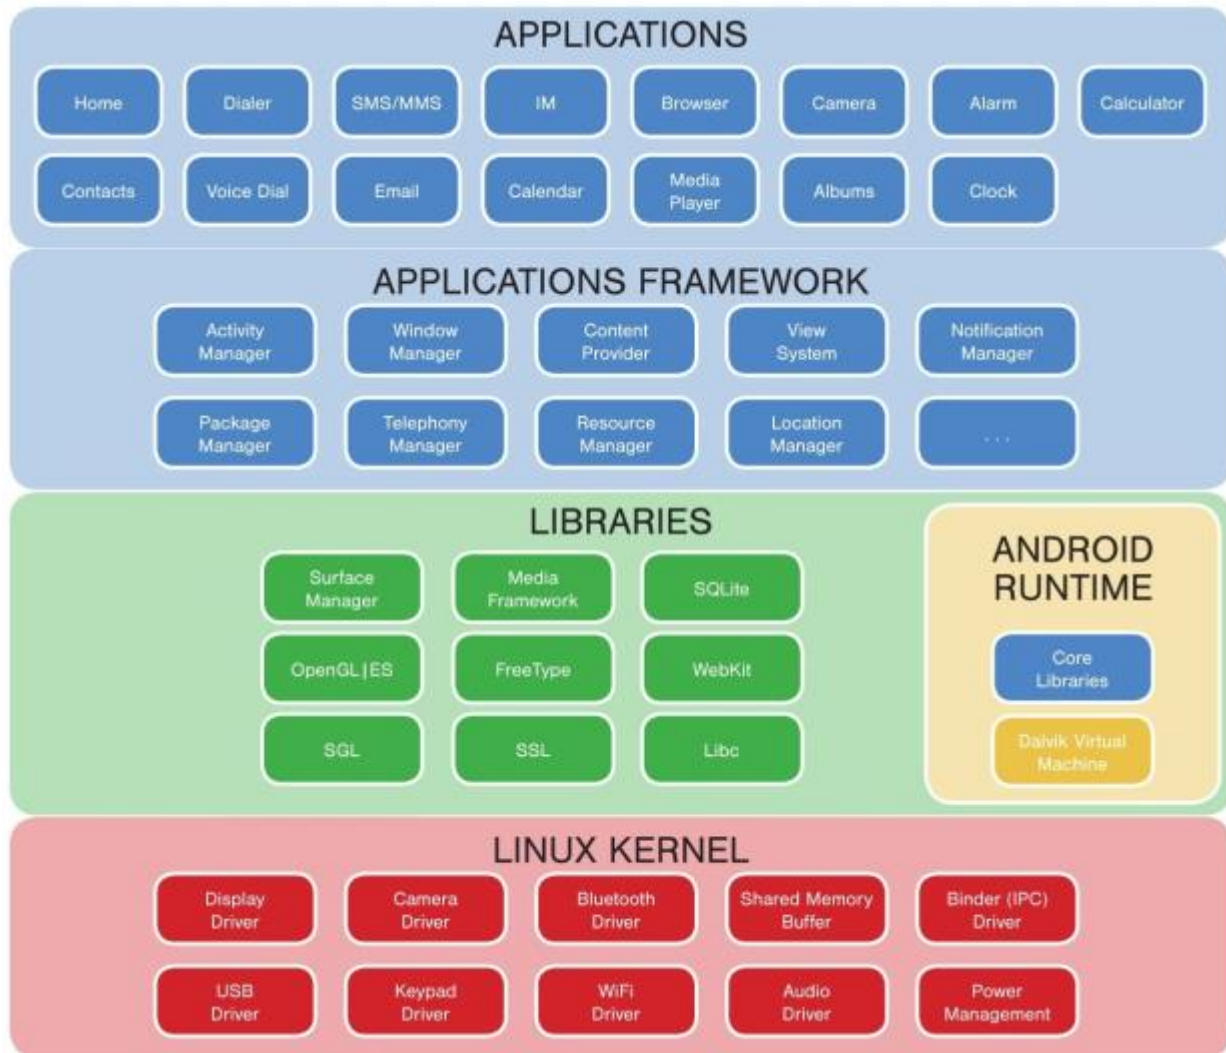 APPLICATIONS
Home
Dialer
SMS/MMS
IM
Browser
Camera
Alarm
Calculator
Contacts
Voice Dial
Email
Calendar
Media
Player
Albums
Clock
APPLICATIONS FRAMEWORK
Activity
Manager
Window
Manager
Content
Provider
View
System
Notification
Manager
Package
Manager
Telephony
Manager
Resource
Manager
Location
Manager
...
LIBRARIES
Surface
Manager
Media
Framework
SQLite
OpenGL|ES
FreeType
WebKit
SGL
SSL
Libc
ANDROID
RUNTIME
Core
Libraries
Dalvik Virtual
Machine
LINUX KERNEL
Display
Driver
Camera
Driver
Bluetooth
Driver
Shared Memory
Buffer
Binder (IPC)
Driver
USB
Driver
Keypad
Driver
WiFi
Driver
Audio
Driver
Power
Management